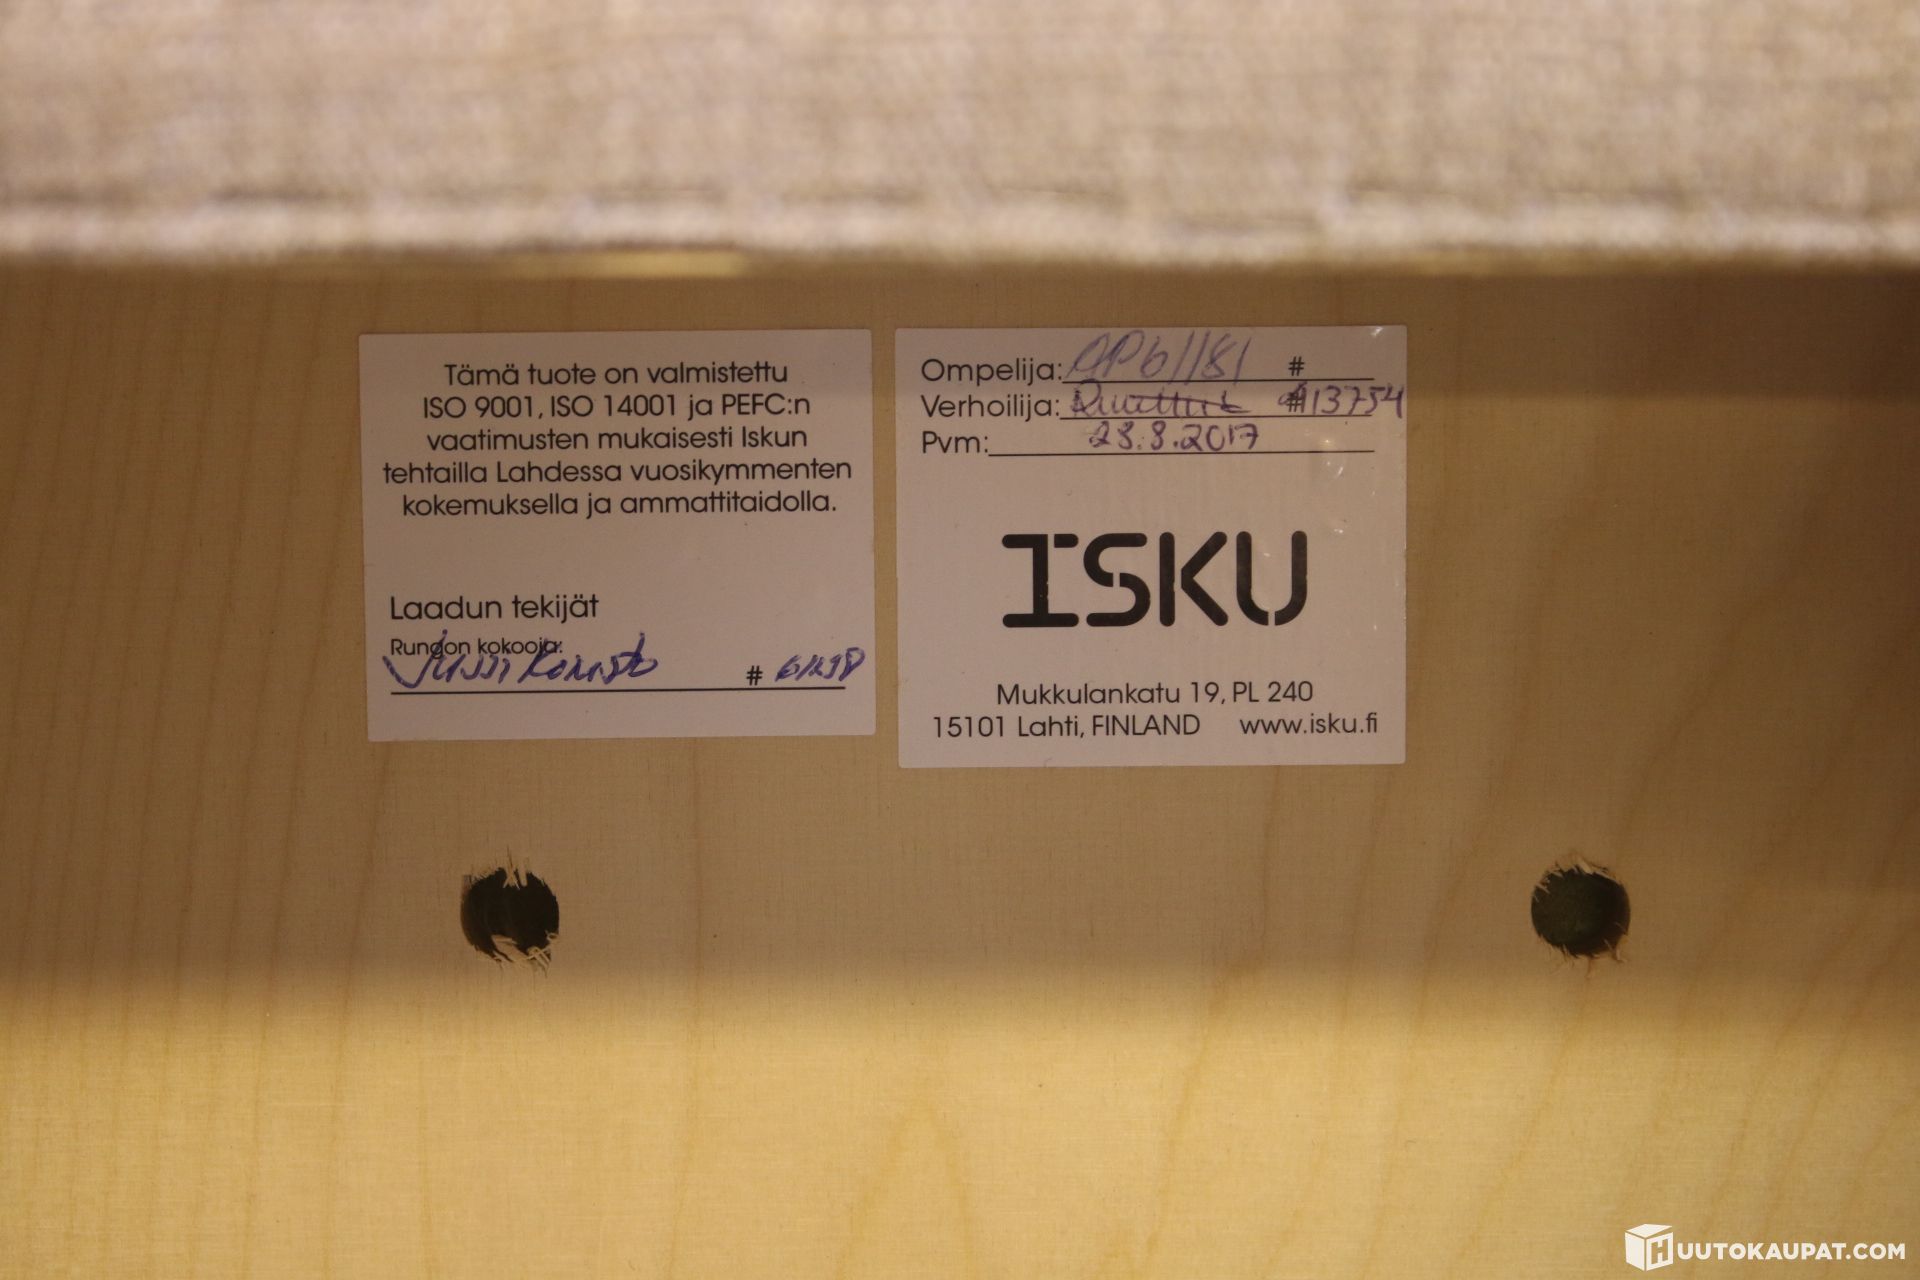 Tämä tuote on valmistettu
ISO 9001, ISO 14001 ja PEFC:n
vaatimusten mukaisesti Iskun
tehtailla Lahdessa vuosikymmenten
kokemuksella ja ammattitaidolla.
Laadun tekijät
Rungon kokooja:
Jussi #
Ompelija: AP61181 #
Verhoilija: #13754
Pvm: 28.8.2017
ISKU
Mukkulankatu 19, PL 240
15101 Lahti, FINLAND www.isku.fi
HUUTOKAUPAT.COM